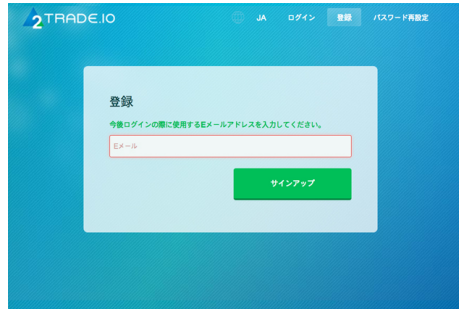 2TRADE.IO
JA ログイン 登録 パスワード再設定
登録
今後ログインの際に使用するEメールアドレスを入力してください。
Eメール
サインアップ